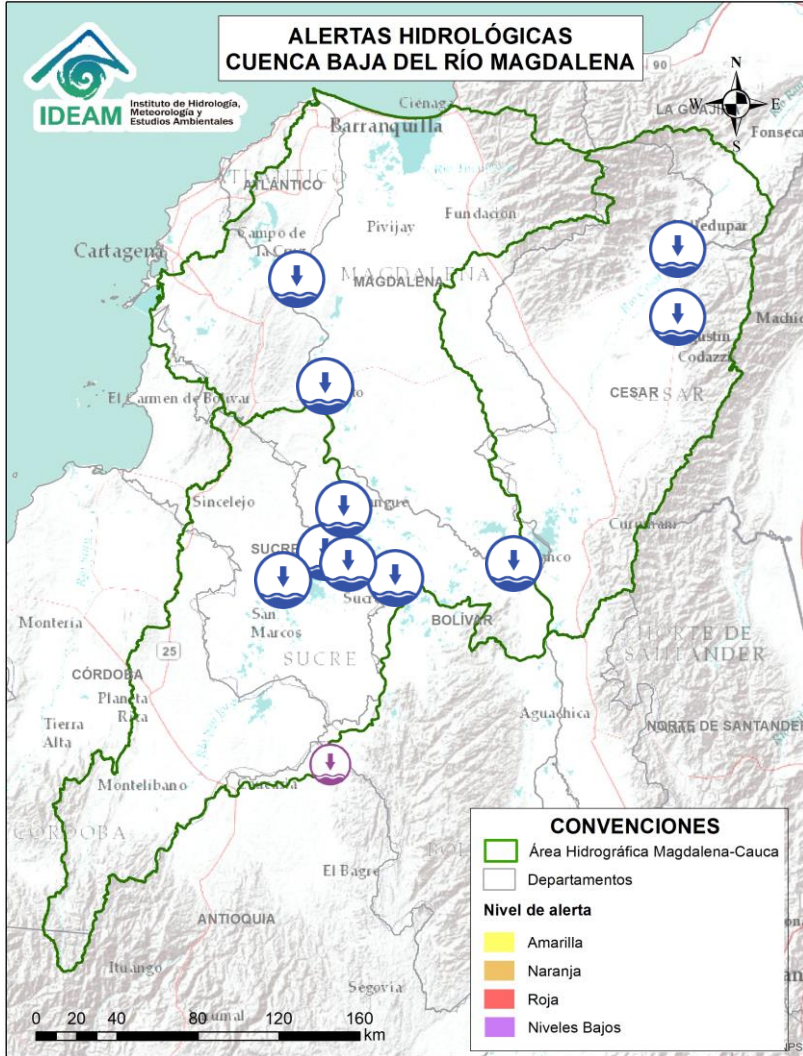 ALERTAS HIDROLÓGICAS
CUENCA BAJA DEL RÍO MAGDALENA
IDEAM
Instituto de Hidrología,
Meteorología y
Estudios Ambientales
N
W
E
S
90
LA GUAJI
Fonseca
Ciénaga
Barranquilla
ATLÁNTICO
Campo de
la Cruz
Pivijay
Fundación
Cartagena
MAGDALENA
MAGDALENA
Codazzi
CESAR
CESAR
El Carmen de Bolívar
Sincelejo
SUCRE
Sucre
San
Marcos
BOLÍVAR
SUCRE
Montería
25
CÓRDOBA
Planeta
Rica
Tierra
Alta
NORTE DE
SANTANDER
NORTE DE SANTANDER
Aguachica
Montelibano
CÓRDOBA
El Bagre
ANTIOQUIA
Ituango
Segovia
0 20 40 80 120 160
km
CONVENCIONES
Área Hidrográfica Magdalena-Cauca
Departamentos
Nivel de alerta
Amarilla
Naranja
Roja
Niveles Bajos